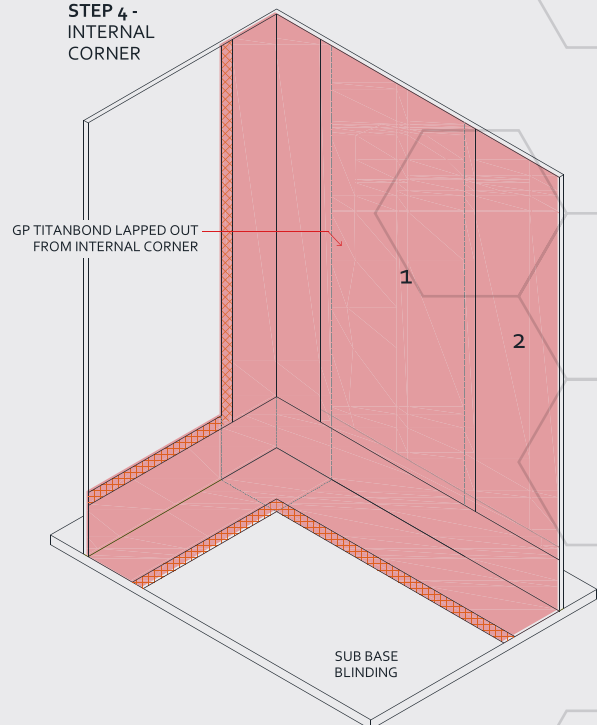 STEP 4 -
INTERNAL
CORNER
GP TITANBOND LAPPED OUT
FROM INTERNAL CORNER
1
2
SUB BASE
BLINDING